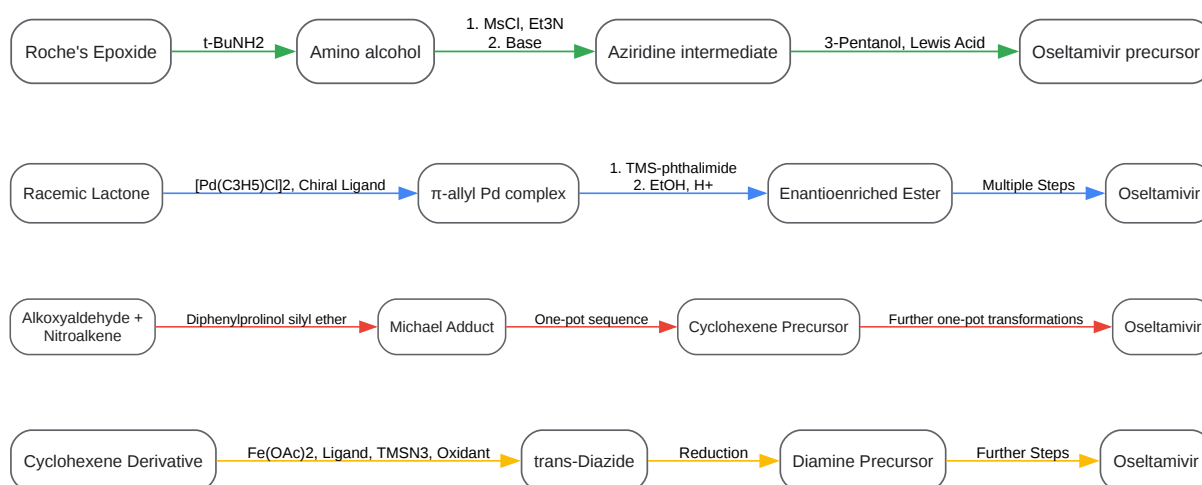 Roche's Epoxide
t-BuNH2
Amino alcohol
1. MsCl, Et3N
2. Base
Aziridine intermediate
3-Pentanol, Lewis Acid
Oseltamivir precursor
Racemic Lactone
[Pd(C3H5)Cl]2, Chiral Ligand
π-allyl Pd complex
1. TMS-phthalimide
2. EtOH, H+
Enantioenriched Ester
Multiple Steps
Oseltamivir
Alkoxyaldehyde +
Nitroalkene
Diphenylprolinol silyl ether
Michael Adduct
One-pot sequence
Cyclohexene Precursor
Further one-pot transformations
Oseltamivir
Cyclohexene Derivative
Fe(OAc)2, Ligand, TMSN3, Oxidant
trans-Diazide
Reduction
Diamine Precursor
Further Steps
Oseltamivir